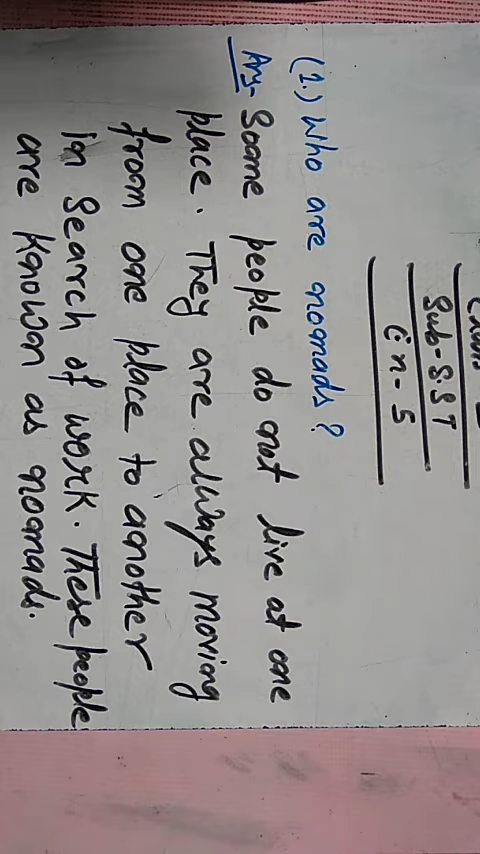 Sub-S.ST
Ch-5
(1.) Who are nomads?
Ans- Some people do not live at one
place. They are always moving
from one place to another
in search of work. These people
are known as nomads.